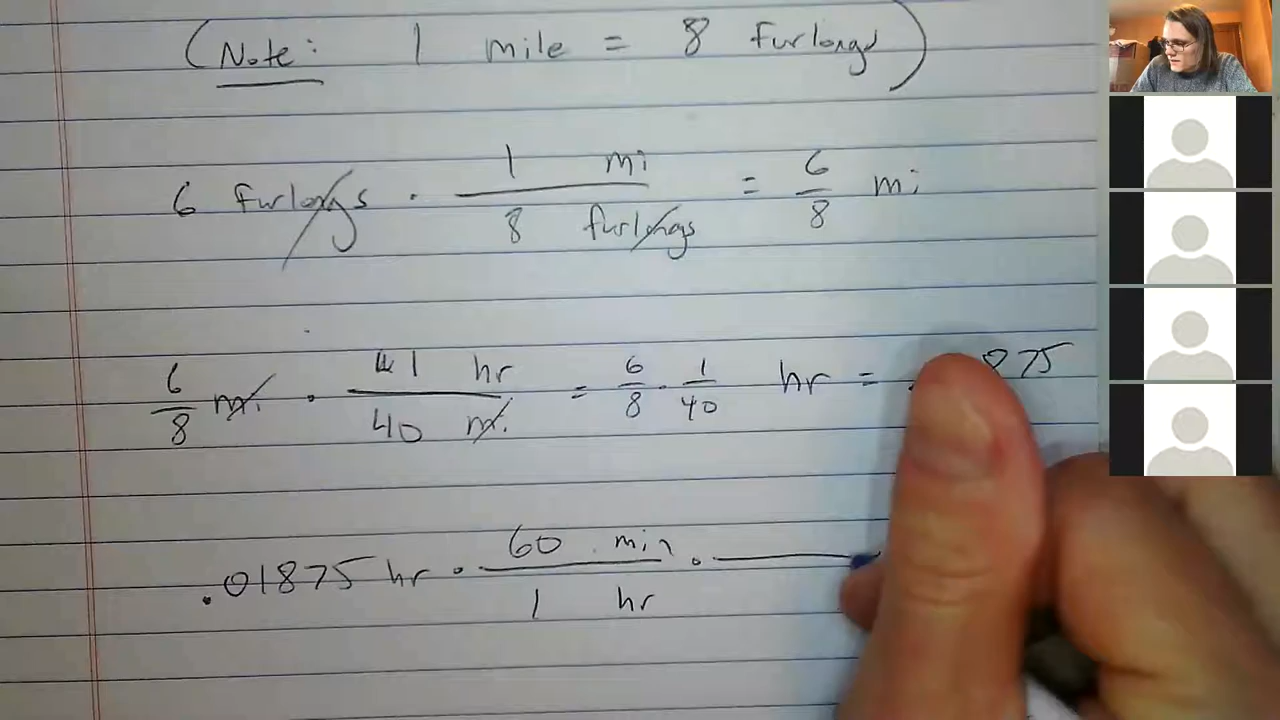 (Note: 1 mile = 8 furlongs)
6 furlongs · 1 mi / 8 furlongs = 6/8 mi
6/8 mi · 1 hr / 40 mi = 6/8 · 1/40 hr = . 875
.01875 hr · 60 min / 1 hr ·